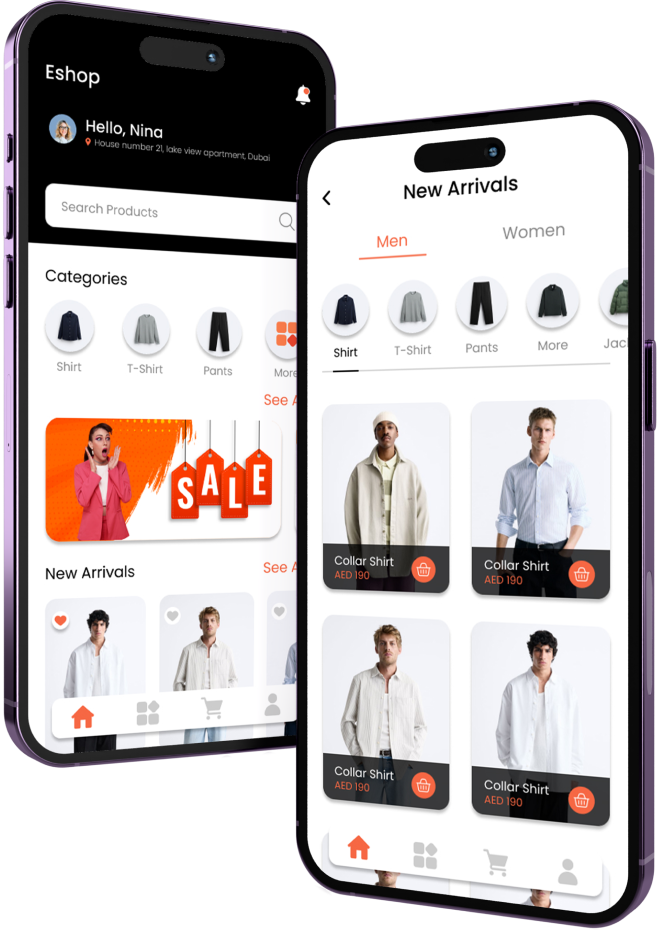 Eshop
Hello, Nina
House number 21, lake view apartment, Dubai
Search Products
Categories
Shirt
T-Shirt
Pants
More
See
SALE
New Arrivals
See
New Arrivals
Men
Women
Shirt
T-Shirt
Pants
More
Collar Shirt
AED 190
Collar Shirt
AED 190
Collar Shirt
AED 190
Collar Shirt
AED 190